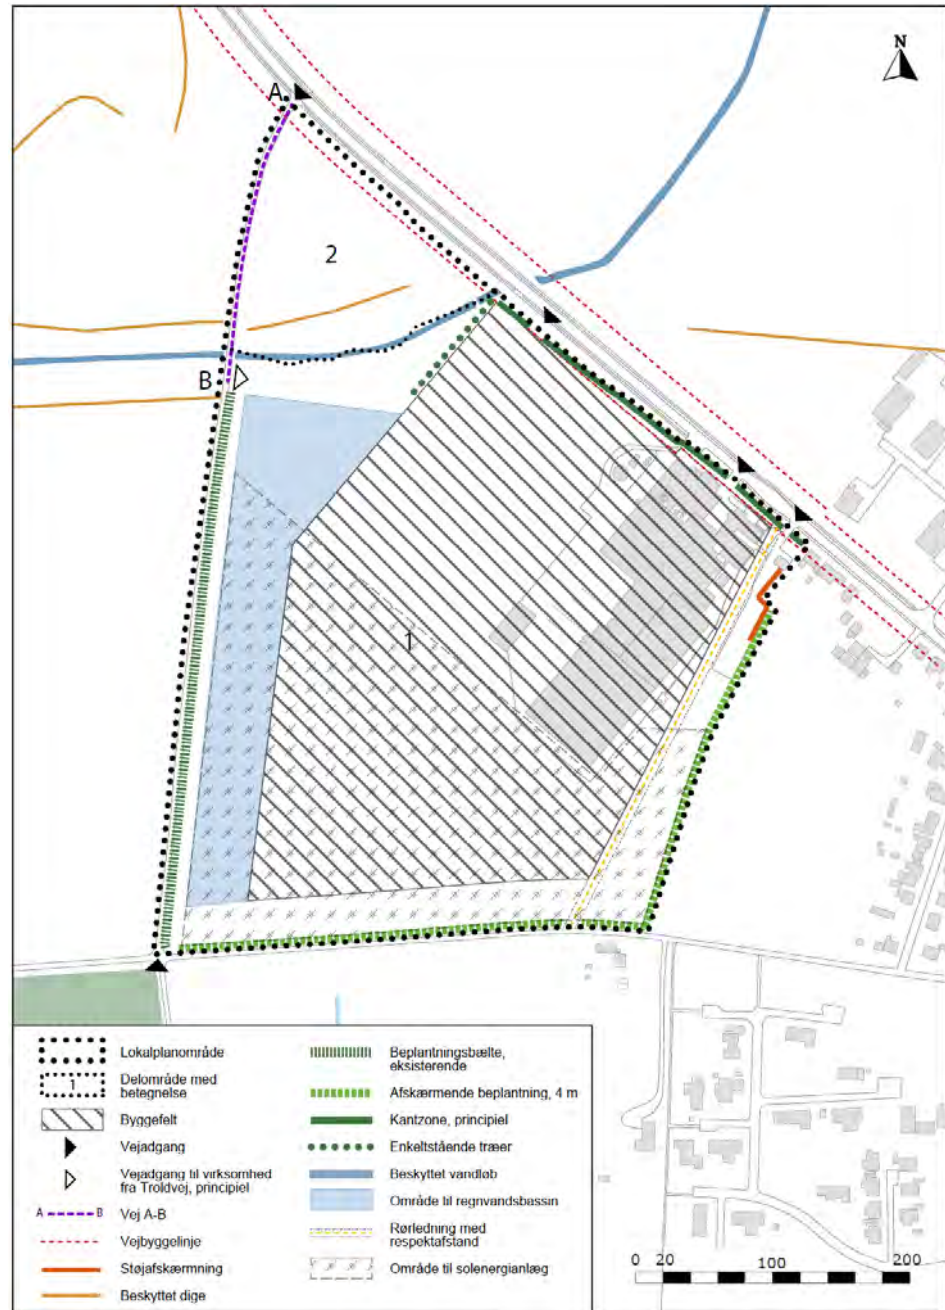 N
A
2
B
1
Lokalplanområde
1
Delområde med
betegnelse
Byggefelt
Vejadgang
Vejadgang til virksomhed
fra Troldvej, principiel
A B Vej A-B
Vejbyggelinje
Støjafskærmning
Beskyttet dige
Beplantningsbælte,
eksisterende
Afskærmende beplantning, 4 m
Kantzone, principiel
Enkeltstående træer
Beskyttet vandløb
Område til regnvandsbassin
Rørledning med
respektafstand
Område til solenergianlæg
0 20 100 200